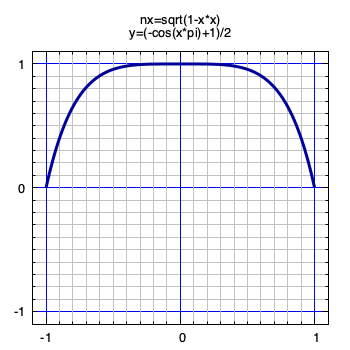 nx=sqrt(1-x*x)
y=(-cos(x*pi)+1)/2
1
0
-1
-1 0 1